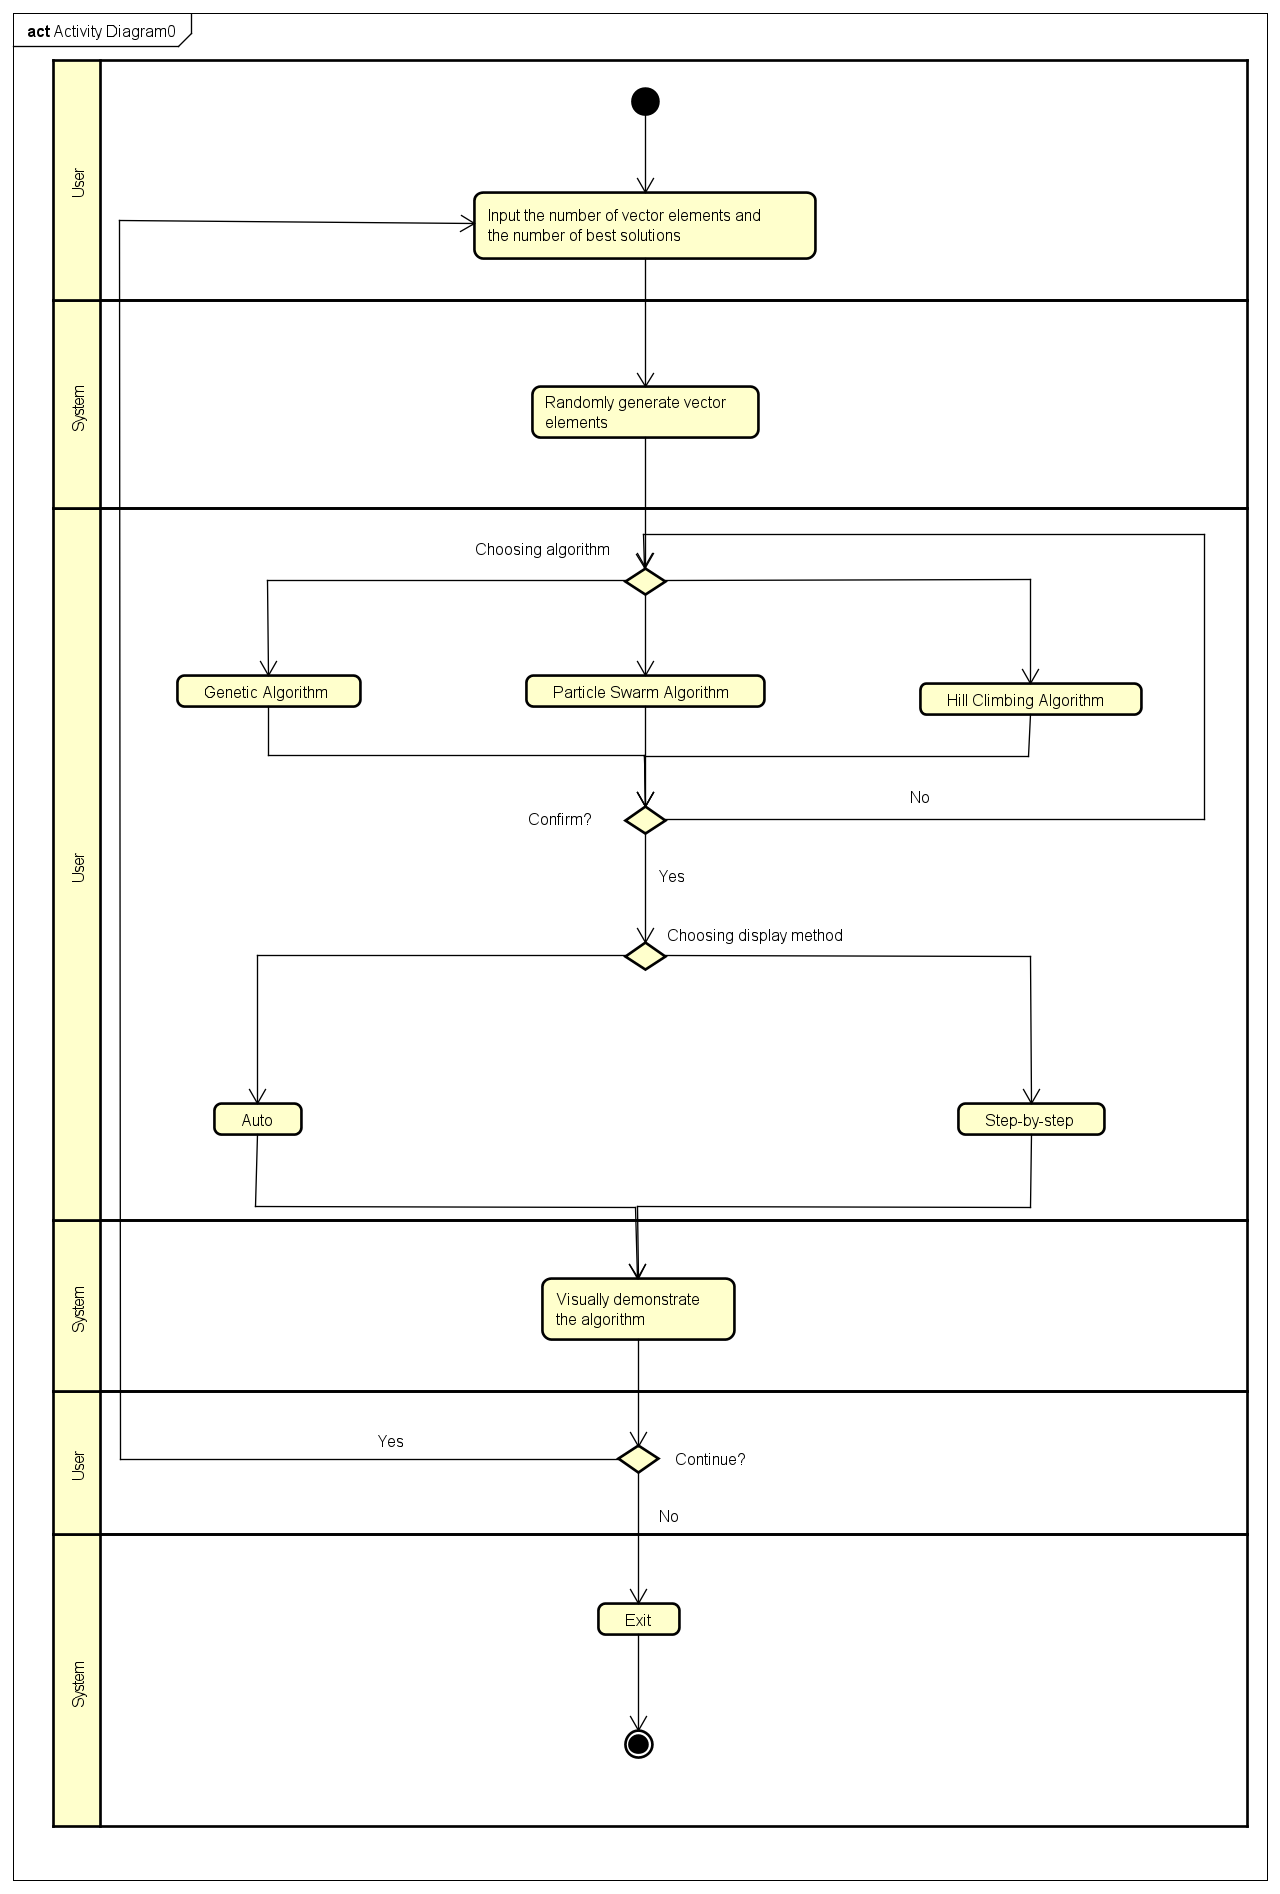 act Activity Diagram0
User
Input the number of vector elements and
the number of best solutions
System
Randomly generate vector
elements
User
Choosing algorithm
Genetic Algorithm
Particle Swarm Algorithm
Hill Climbing Algorithm
No
Confirm?
Yes
Choosing display method
Auto
Step-by-step
System
Visually demonstrate
the algorithm
User
Yes
Continue?
No
System
Exit